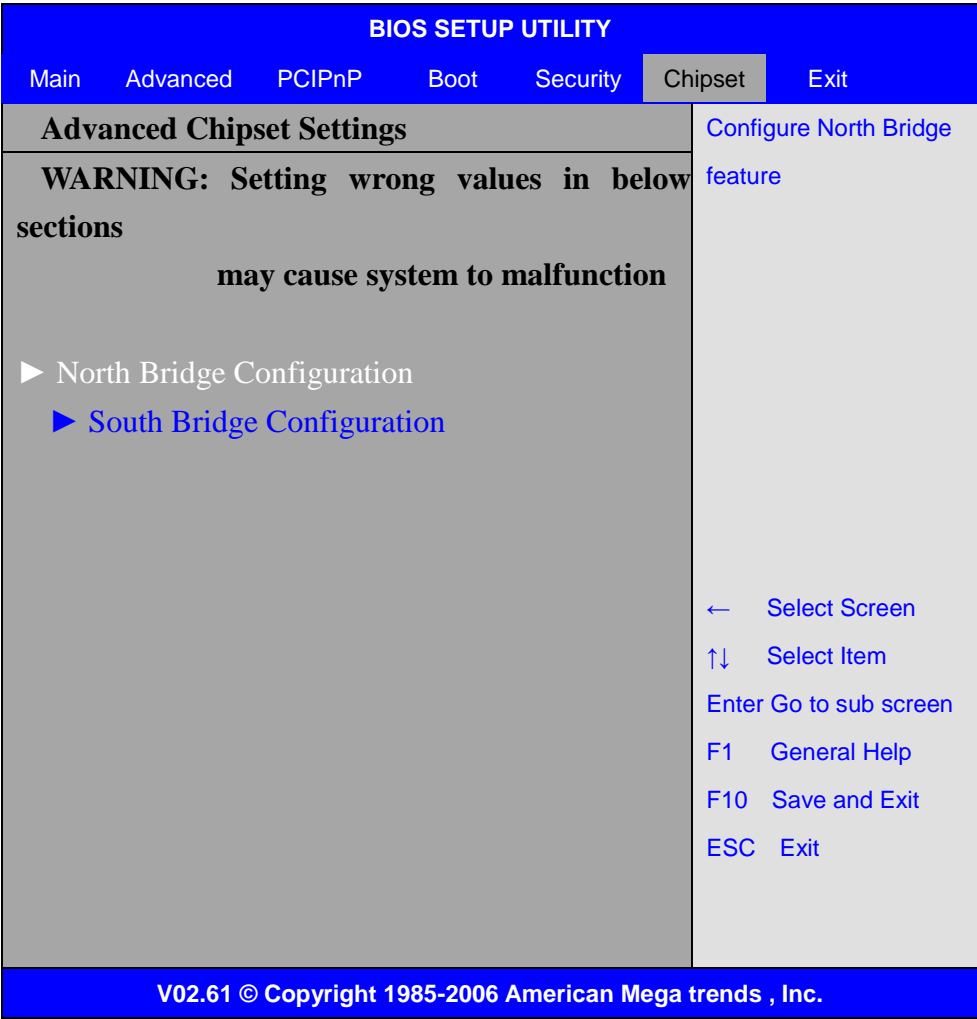 BIOS SETUP UTILITY
Main Advanced PCIPnP Boot Security Chipset Exit
Advanced Chipset Settings
WARNING: Setting wrong values in below
sections
may cause system to malfunction
► North Bridge Configuration
► South Bridge Configuration
Configure North Bridge
feature
← Select Screen
↑↓ Select Item
Enter Go to sub screen
F1 General Help
F10 Save and Exit
ESC Exit
V02.61 © Copyright 1985-2006 American Mega trends , Inc.